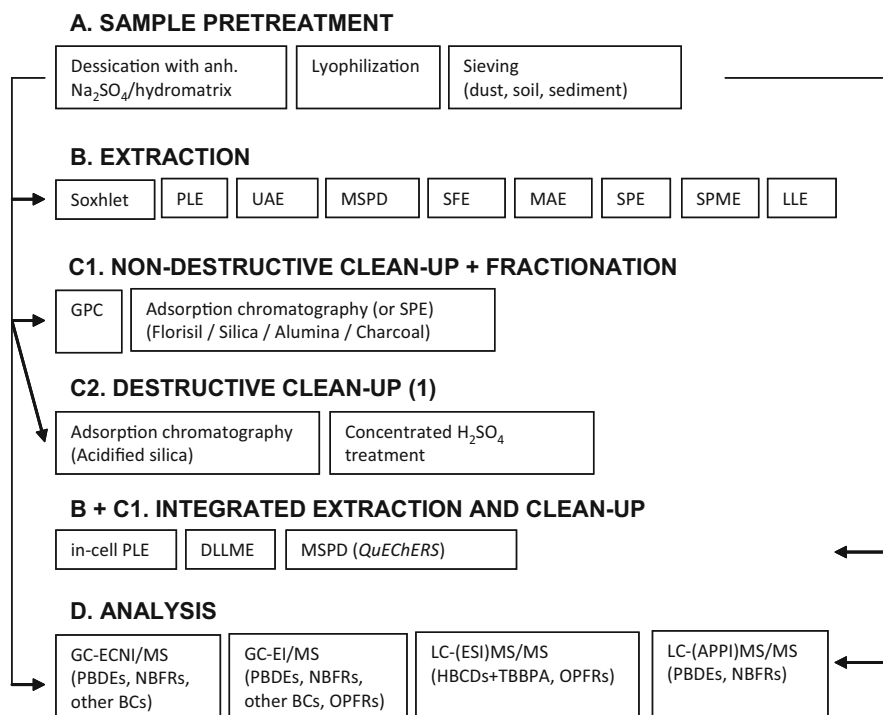 A. SAMPLE PRETREATMENT
Dessication with anh.
Na₂SO₄/hydromatrix
Lyophilization
Sieving
(dust, soil, sediment)
B. EXTRACTION
Soxhlet
PLE
UAE
MSPD
SFE
MAE
SPE
SPME
LLE
C1. NON-DESTRUCTIVE CLEAN-UP + FRACTIONATION
GPC
Adsorption chromatography (or SPE)
(Florisil / Silica / Alumina / Charcoal)
C2. DESTRUCTIVE CLEAN-UP (1)
Adsorption chromatography
(Acidified silica)
Concentrated H₂SO₄
treatment
B + C1. INTEGRATED EXTRACTION AND CLEAN-UP
in-cell PLE
DLLME
MSPD (QuEChERS)
D. ANALYSIS
GC-ECNI/MS
(PBDEs, NBFRs,
other BCs)
GC-EI/MS
(PBDEs, NBFRs,
other BCs, OPFRs)
LC-(ESI)MS/MS
(HBCDs+TBBPA, OPFRs)
LC-(APPI)MS/MS
(PBDEs, NBFRs)